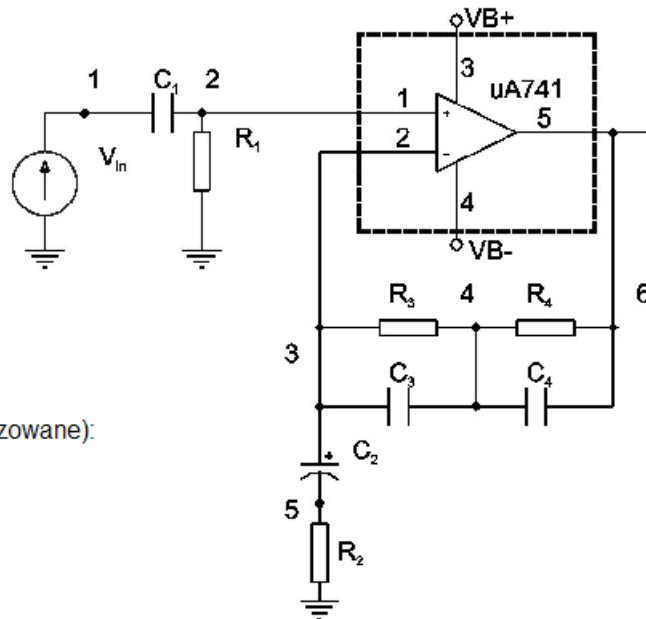 VB+
1 C₁ 2 3 uA741
1 + 5
R₁ 2 -
V_In
4
VB-
R₃ 4 R₄ 6
3
C₃ C₄
zowane):
+ C₂
5
R₂